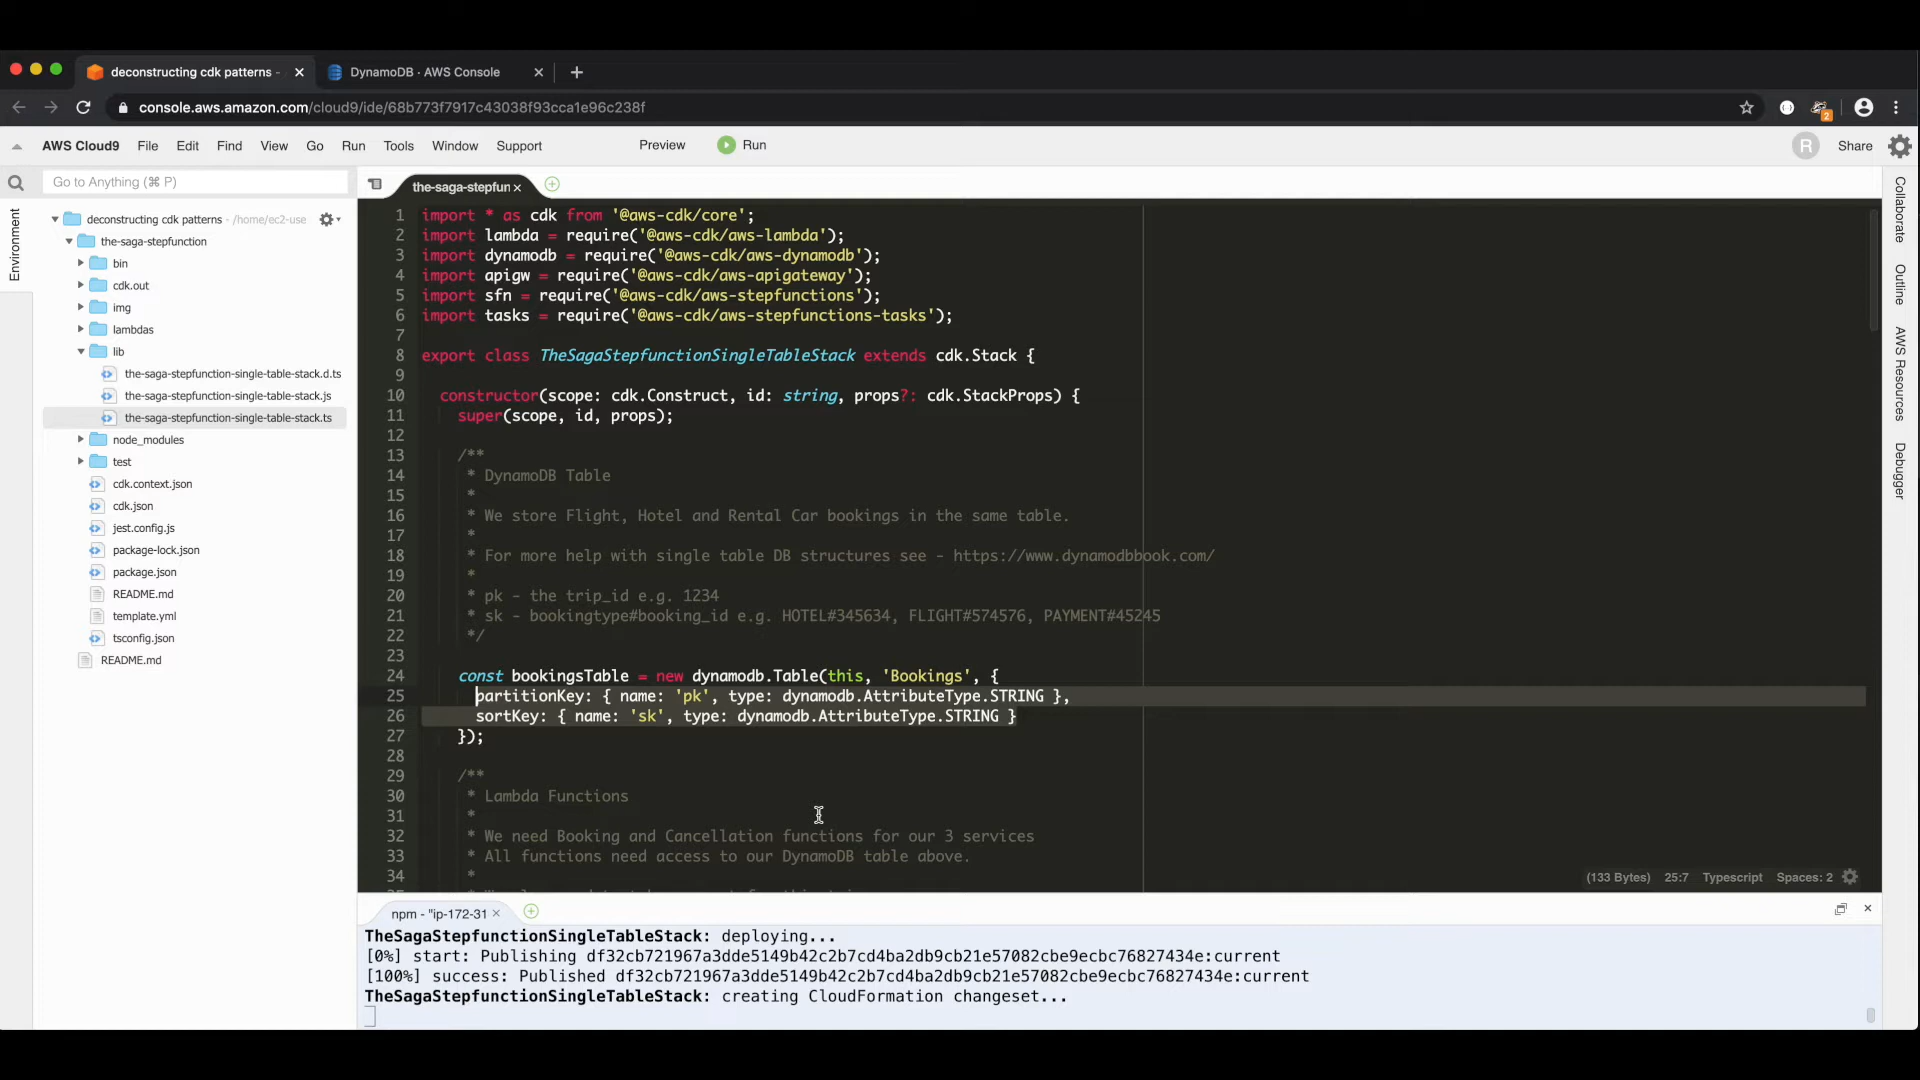 deconstructing cdk patterns -
DynamoDB · AWS Console
console.aws.amazon.com/cloud9/ide/68b773f7917c43038f93cca1e96c238f
2
AWS Cloud9 File Edit Find View Go Run Tools Window Support Preview Run R Share
Go to Anything (⌘ P)
the-saga-stepfun
Environment
deconstructing cdk patterns - /home/ec2-use
the-saga-stepfunction
bin
cdk.out
img
lambdas
lib
the-saga-stepfunction-single-table-stack.d.ts
the-saga-stepfunction-single-table-stack.js
the-saga-stepfunction-single-table-stack.ts
node_modules
test
cdk.context.json
cdk.json
jest.config.js
package-lock.json
package.json
README.md
template.yml
tsconfig.json
README.md
1 import * as cdk from '@aws-cdk/core';
2 import lambda = require('@aws-cdk/aws-lambda');
3 import dynamodb = require('@aws-cdk/aws-dynamodb');
4 import apigw = require('@aws-cdk/aws-apigateway');
5 import sfn = require('@aws-cdk/aws-stepfunctions');
6 import tasks = require('@aws-cdk/aws-stepfunctions-tasks');
7
8 export class TheSagaStepfunctionSingleTableStack extends cdk.Stack {
9
10 constructor(scope: cdk.Construct, id: string, props?: cdk.StackProps) {
11 super(scope, id, props);
12
13 /**
14 * DynamoDB Table
15 *
16 * We store Flight, Hotel and Rental Car bookings in the same table.
17 *
18 * For more help with single table DB structures see - https://www.dynamodbbook.com/
19 *
20 * pk - the trip_id e.g. 1234
21 * sk - bookingtype#booking_id e.g. HOTEL#345634, FLIGHT#574576, PAYMENT#45245
22 */
23
24 const bookingsTable = new dynamodb.Table(this, 'Bookings', {
25 partitionKey: { name: 'pk', type: dynamodb.AttributeType.STRING },
26 sortKey: { name: 'sk', type: dynamodb.AttributeType.STRING }
27 });
28
29 /**
30 * Lambda Functions
31 *
32 * We need Booking and Cancellation functions for our 3 services
33 * All functions need access to our DynamoDB table above.
34 *
(133 Bytes) 25:7 Typescript Spaces: 2
Collaborate
Outline
AWS Resources
Debugger
npm - "ip-172-31
TheSagaStepfunctionSingleTableStack: deploying...
[0%] start: Publishing df32cb721967a3dde5149b42c2b7cd4ba2db9cb21e57082cbe9ecbc76827434e:current
[100%] success: Published df32cb721967a3dde5149b42c2b7cd4ba2db9cb21e57082cbe9ecbc76827434e:current
TheSagaStepfunctionSingleTableStack: creating CloudFormation changeset...